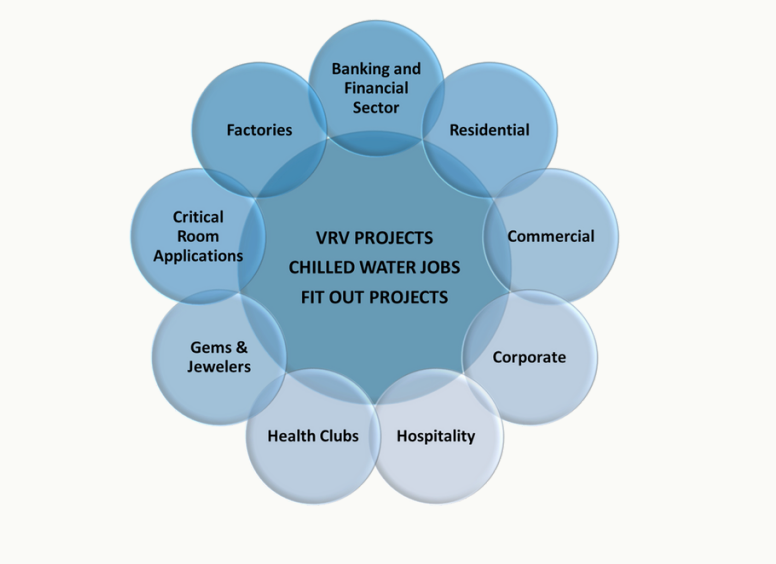 Banking and
Financial
Sector
Residential
Commercial
Corporate
Hospitality
Health Clubs
Gems &
Jewelers
Critical
Room
Applications
Factories
VRV PROJECTS
CHILLED WATER JOBS
FIT OUT PROJECTS